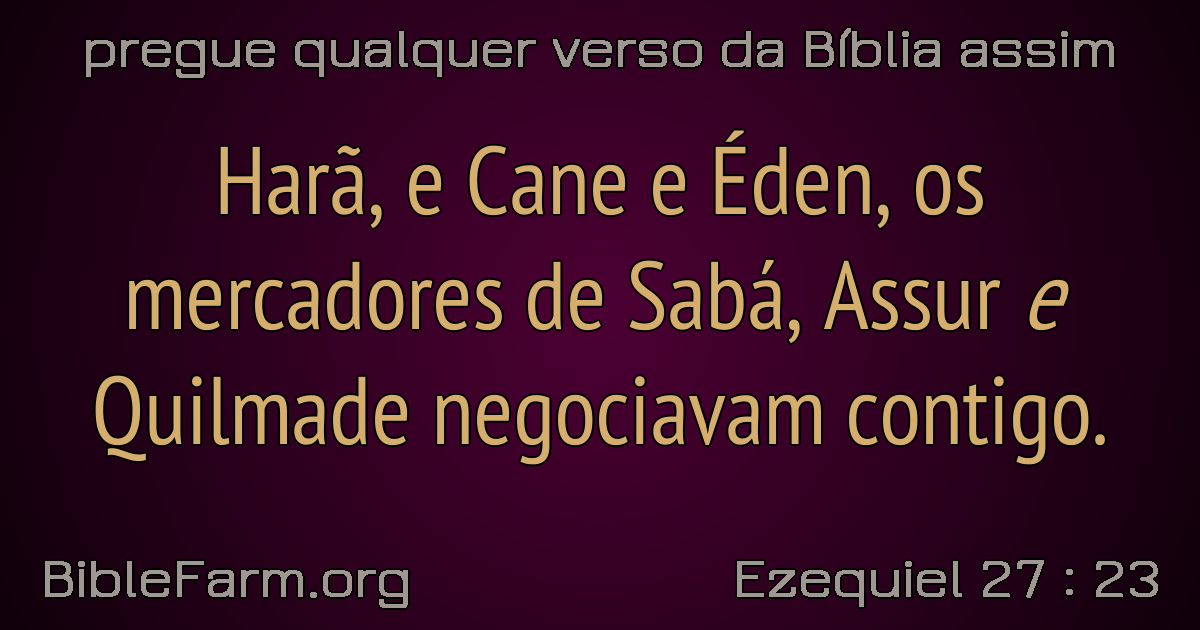 pregue qualquer verso da Bíblia assim
Harã, e Cane e Éden, os
mercadores de Sabá, Assur e
Quilmade negociavam contigo.
BibleFarm.org
Ezequiel 27 : 23